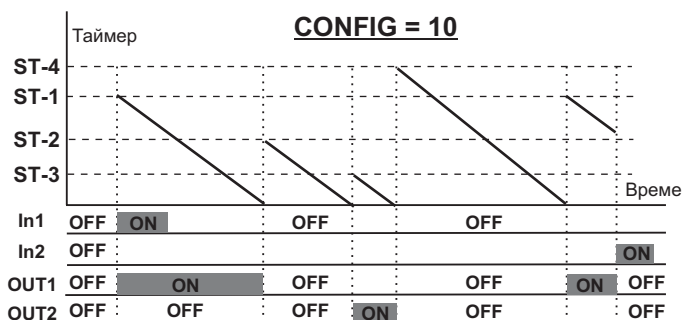 CONFIG = 10
Таймер
ST-4
ST-1
ST-2
ST-3
Време
In1 OFF ON OFF OFF
In2 OFF ON
OUT1 OFF ON OFF OFF ON OFF
OUT2 OFF OFF OFF ON OFF OFF